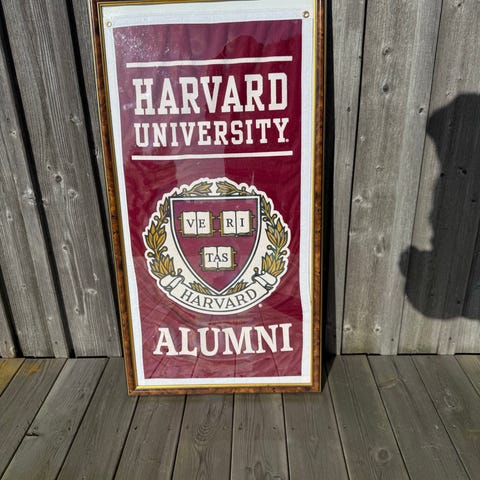 HARVARD
UNIVERSITY.
VE RI
TAS
HARVARD
ALUMNI